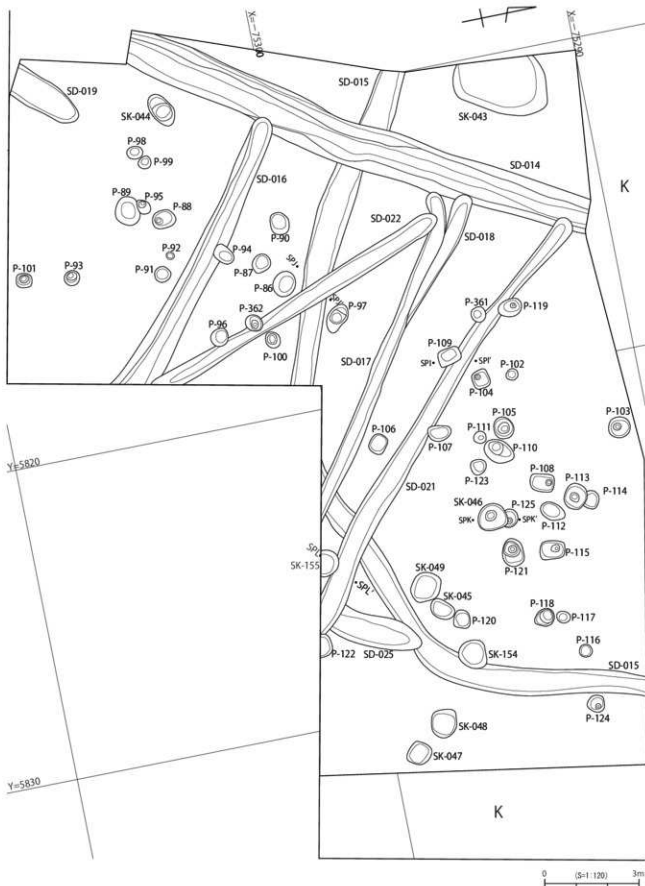 X=-75300
X=-75290
SD-015
SD-019
SK-044
SK-043
P-98
P-99
SD-014
SD-016
K
P-95
P-89
P-88
SD-022
P-90
SD-018
P-92
P-94
SPJ
P-87
P-91
P-101
P-93
P-86
P-361
P-119
P-97
P-362
P-96
P-109
P-100
SPI
SPI'
P-102
SD-017
P-104
P-103
P-105
P-111
P-106
P-107
P-110
Y=5820
P-123
P-108
P-113
SD-021
P-114
SK-046
P-125
SPK
SPK'
P-112
SPL
P-115
SK-155
P-121
SK-049
SPL'
SK-045
P-118
P-117
P-120
P-122
SD-025
SK-154
P-116
SD-015
P-124
SK-048
SK-047
Y=5830
K
0 (S=1:120) 3m